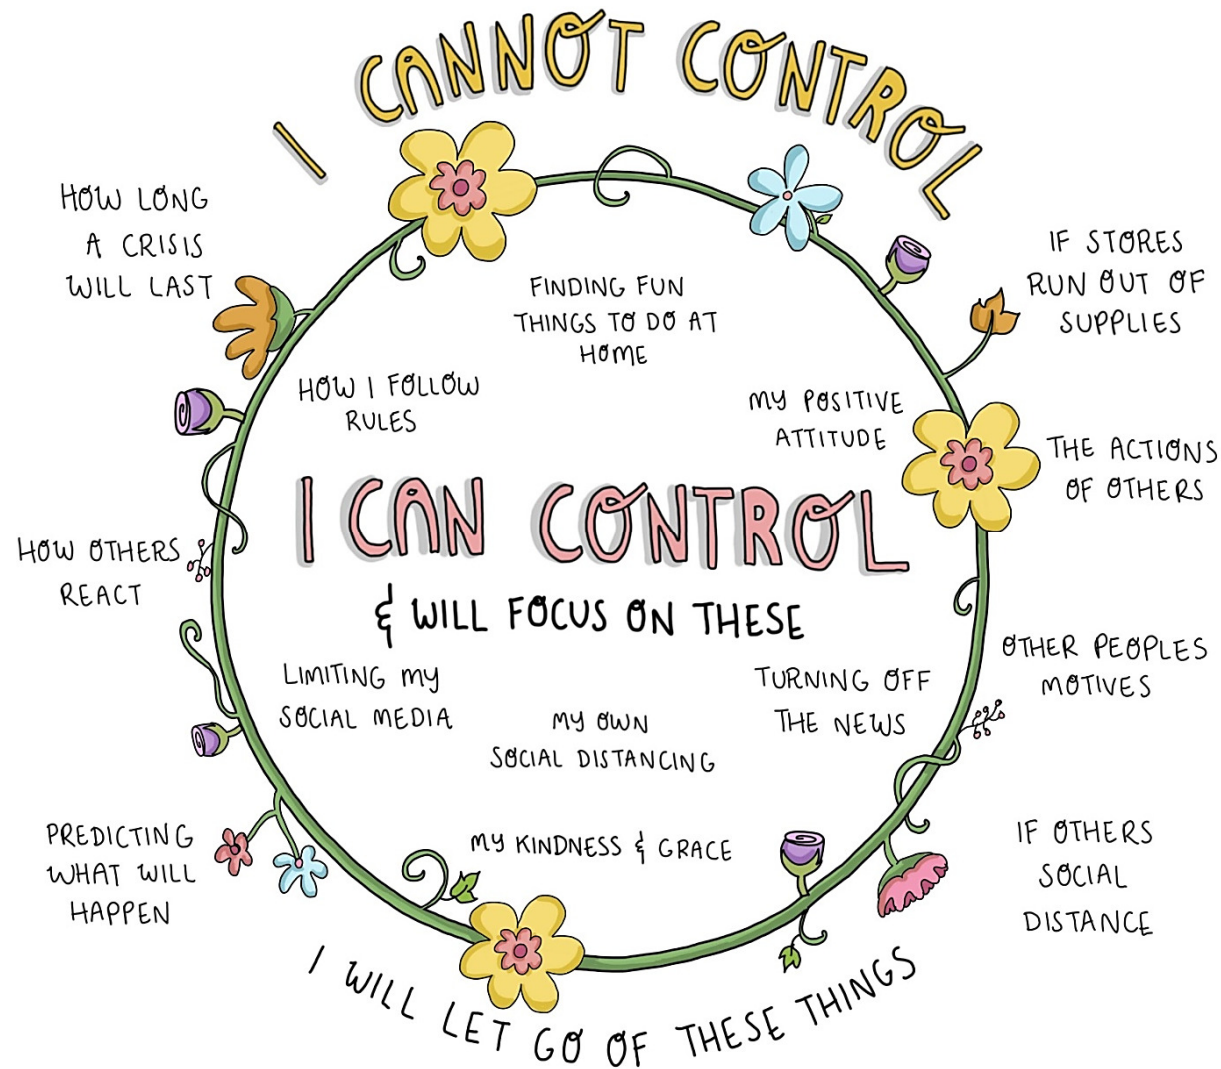 I CANNOT CONTROL
HOW LONG
A CRISIS
WILL LAST
IF STORES
RUN OUT OF
SUPPLIES
FINDING FUN
THINGS TO DO AT
HOME
HOW I FOLLOW
RULES
MY POSITIVE
ATTITUDE
THE ACTIONS
OF OTHERS
I CAN CONTROL
& WILL FOCUS ON THESE
HOW OTHERS
REACT
OTHER PEOPLES
MOTIVES
LIMITING MY
SOCIAL MEDIA
MY OWN
SOCIAL DISTANCING
TURNING OFF
THE NEWS
PREDICTING
WHAT WILL
HAPPEN
MY KINDNESS & GRACE
IF OTHERS
SOCIAL
DISTANCE
I WILL LET GO OF THESE THINGS